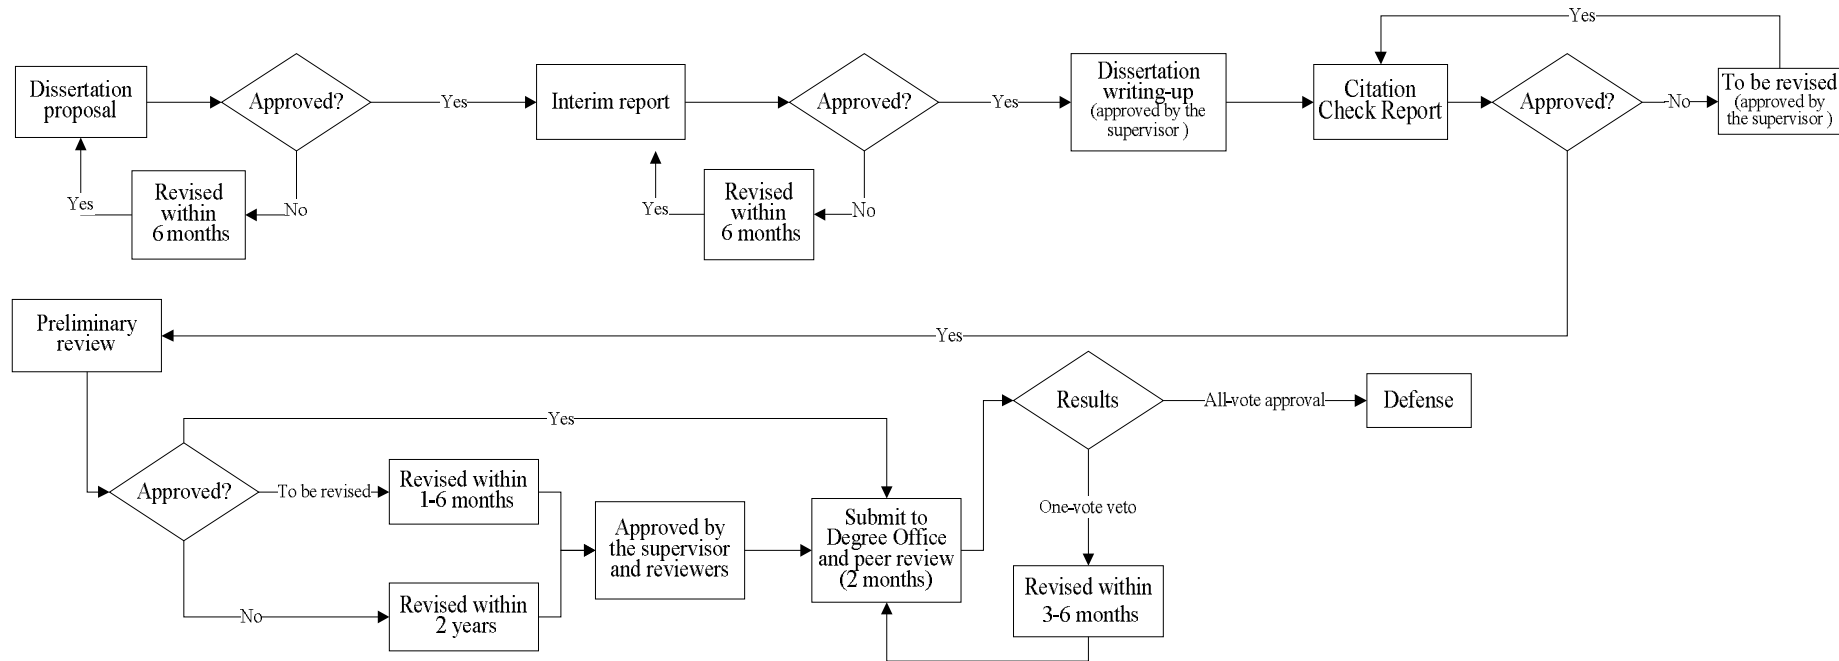 Dissertation
proposal
Approved?
Yes
Interim report
Approved?
Yes
Dissertation
writing-up
(approved by the
supervisor )
Citation
Check Report
Approved?
No
To be revised
(approved by
the supervisor )
Yes
Yes
Revised
within
6 months
No
Yes
Revised
within
6 months
No
Preliminary
review
Yes
Approved?
Yes
To be revised
Revised within
1-6 months
No
Revised within
2 years
Approved by
the supervisor
and reviewers
Submit to
Degree Office
and peer review
(2 months)
Results
All-vote approval
Defense
One-vote veto
Revised within
3-6 months